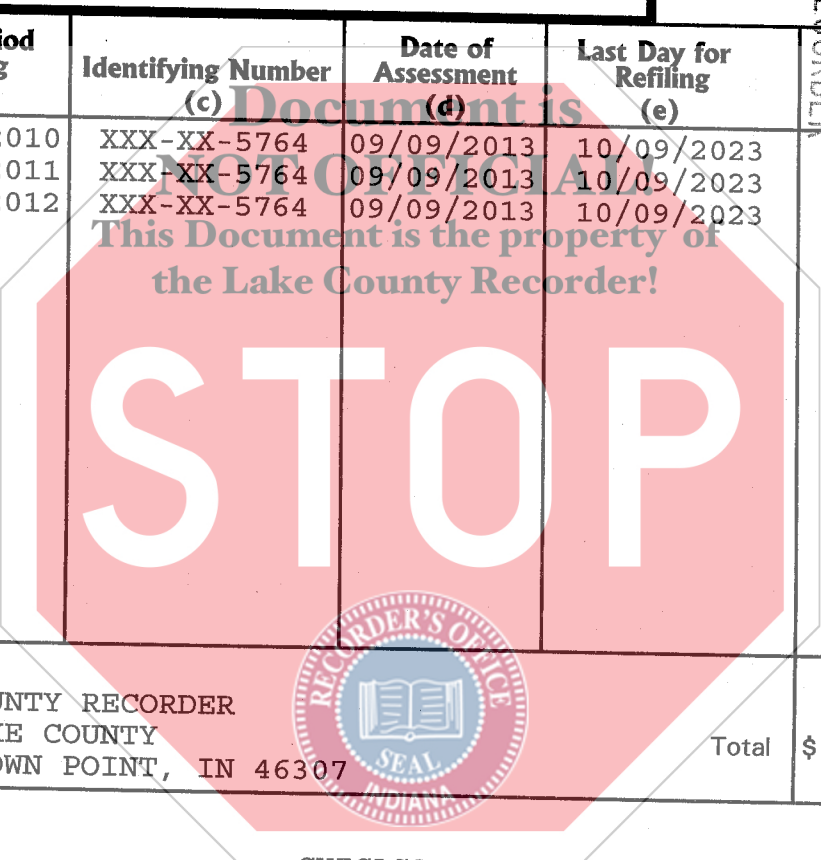 Identifying Number
(c)
Date of
Assessment
(d)
Last Day for
Refiling
(e)
Document is
010 XXX-XX-5764 09/09/2013 10/09/2023
NOT OFFICIAL!
011 XXX-XX-5764 09/09/2013 10/09/2023
012 XXX-XX-5764 09/09/2013 10/09/2023
This Document is the property of
the Lake County Recorder!
STOP
RECORDER'S OFFICE
SEAL
INDIANA
UNTY RECORDER
KE COUNTY
OWN POINT, IN 46307
Total $